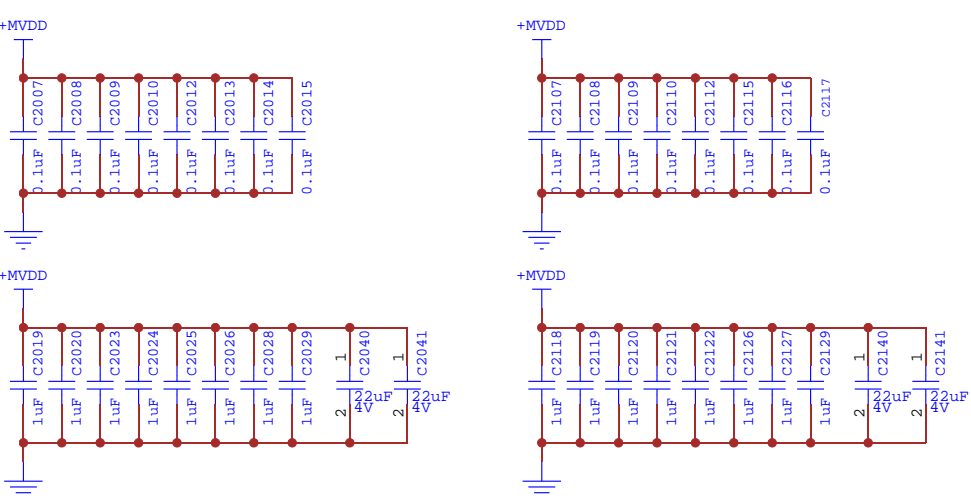 +MVDD
+MVDD
C2007 C2008 C2009 C2010 C2012 C2013 C2014 C2015
C2107 C2108 C2109 C2110 C2112 C2115 C2116 C2117
0.1uF 0.1uF 0.1uF 0.1uF 0.1uF 0.1uF 0.1uF 0.1uF
0.1uF 0.1uF 0.1uF 0.1uF 0.1uF 0.1uF 0.1uF 0.1uF
+MVDD
+MVDD
C2019 C2020 C2023 C2024 C2025 C2026 C2028 C2029 C2040 C2041
C2118 C2119 C2120 C2121 C2122 C2126 C2127 C2129 C2140 C2141
1 1
1 1
1uF 1uF 1uF 1uF 1uF 1uF 1uF 1uF
22uF 22uF
4V 4V
2 2
1uF 1uF 1uF 1uF 1uF 1uF 1uF 1uF
22uF 22uF
4V 4V
2 2